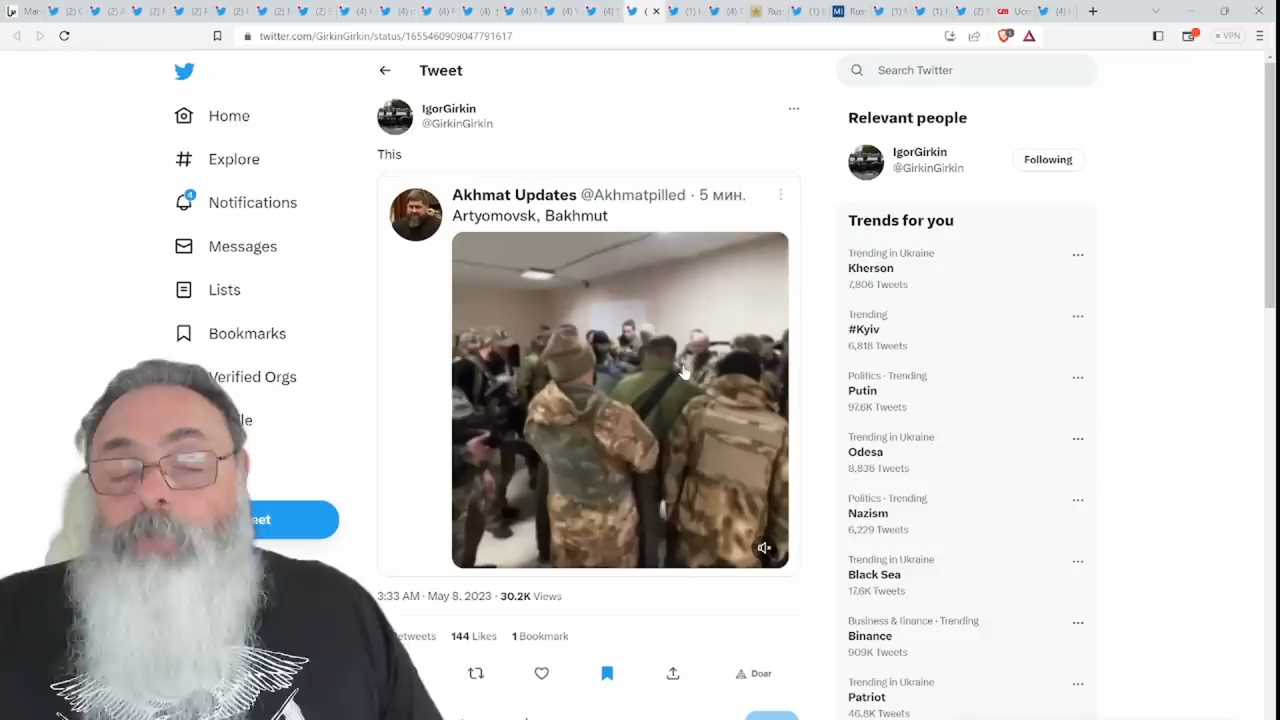 twitter.com/GirkinGirkin/status/1655460909047791617
VPN
Home
Explore
4
Notifications
Messages
Lists
Bookmarks
Verified Orgs
Tweet
IgorGirkin
@GirkinGirkin
This
Akhmat Updates @Akhmatpilled · 5 мин.
Artyomovsk, Bakhmut
3:33 AM · May 8, 2023 · 30.2K Views
144 Likes 1 Bookmark
Search Twitter
Relevant people
IgorGirkin
@GirkinGirkin
Following
Trends for you
Trending in Ukraine
Kherson
7,806 Tweets
Trending
#Kyiv
6,818 Tweets
Politics · Trending
Putin
97.6K Tweets
Trending in Ukraine
Odesa
8,836 Tweets
Politics · Trending
Nazism
6,229 Tweets
Trending in Ukraine
Black Sea
17.6K Tweets
Business & finance · Trending
Binance
909K Tweets
Trending in Ukraine
Patriot
46.8K Tweets